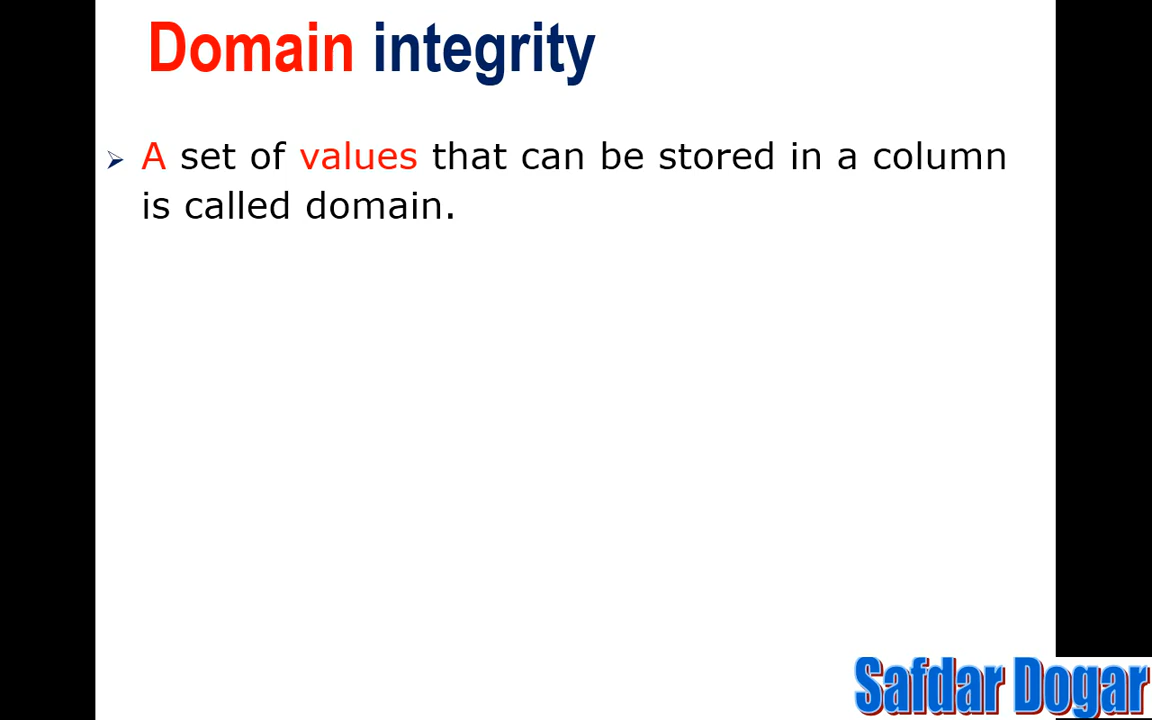 Domain integrity
➢ A set of values that can be stored in a column
is called domain.
Safdar Dogar